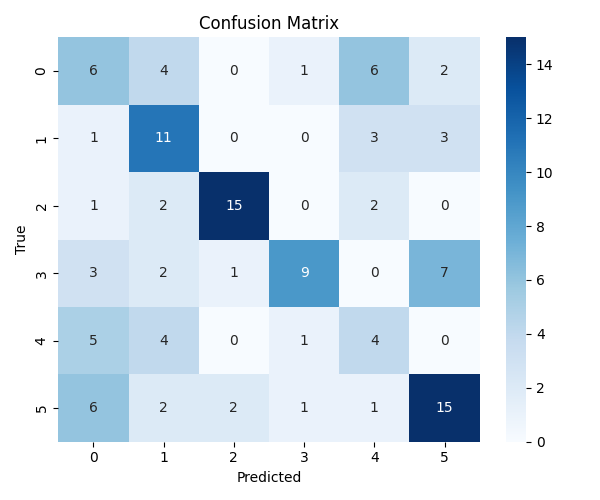 Confusion Matrix
True
0 6 4 0 1 6 2
1 1 11 0 0 3 3
2 1 2 15 0 2 0
3 3 2 1 9 0 7
4 5 4 0 1 4 0
5 6 2 2 1 1 15
0 1 2 3 4 5
Predicted
14
12
10
8
6
4
2
0